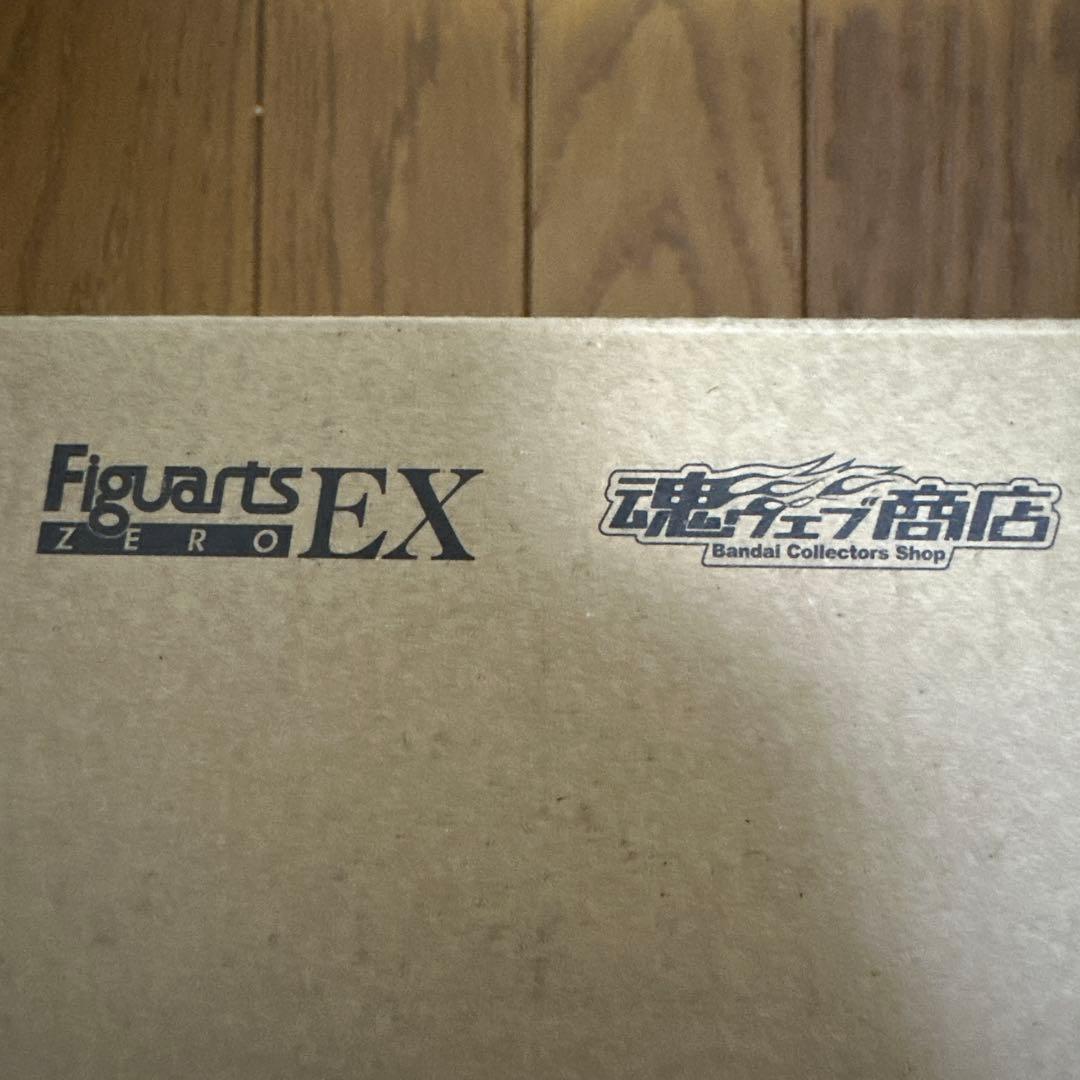 Figuarts
ZERO
EX
魂ウェブ商店
Bandai Collectors Shop